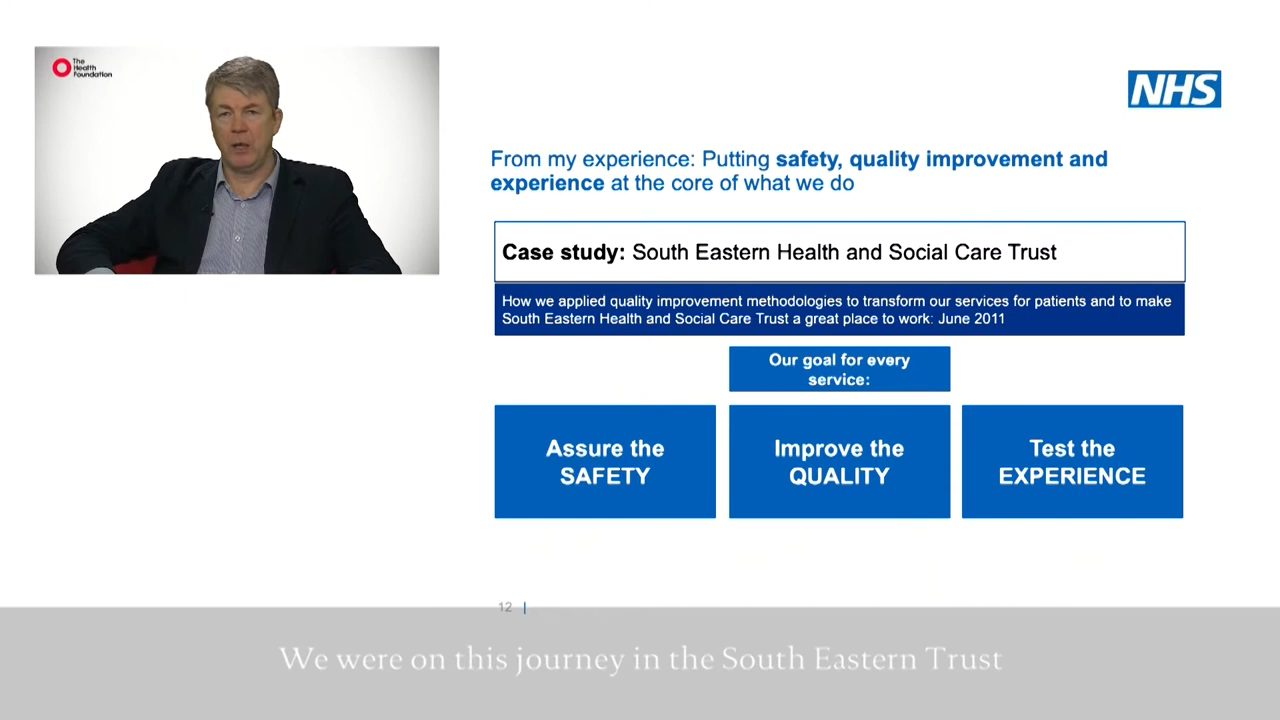 The
Health
Foundation
NHS
From my experience: Putting safety, quality improvement and
experience at the core of what we do
Case study: South Eastern Health and Social Care Trust
How we applied quality improvement methodologies to transform our services for patients and to make
South Eastern Health and Social Care Trust a great place to work: June 2011
Our goal for every
service:
Assure the
SAFETY
Improve the
QUALITY
Test the
EXPERIENCE
12 |
We were on this journey in the South Eastern Trust